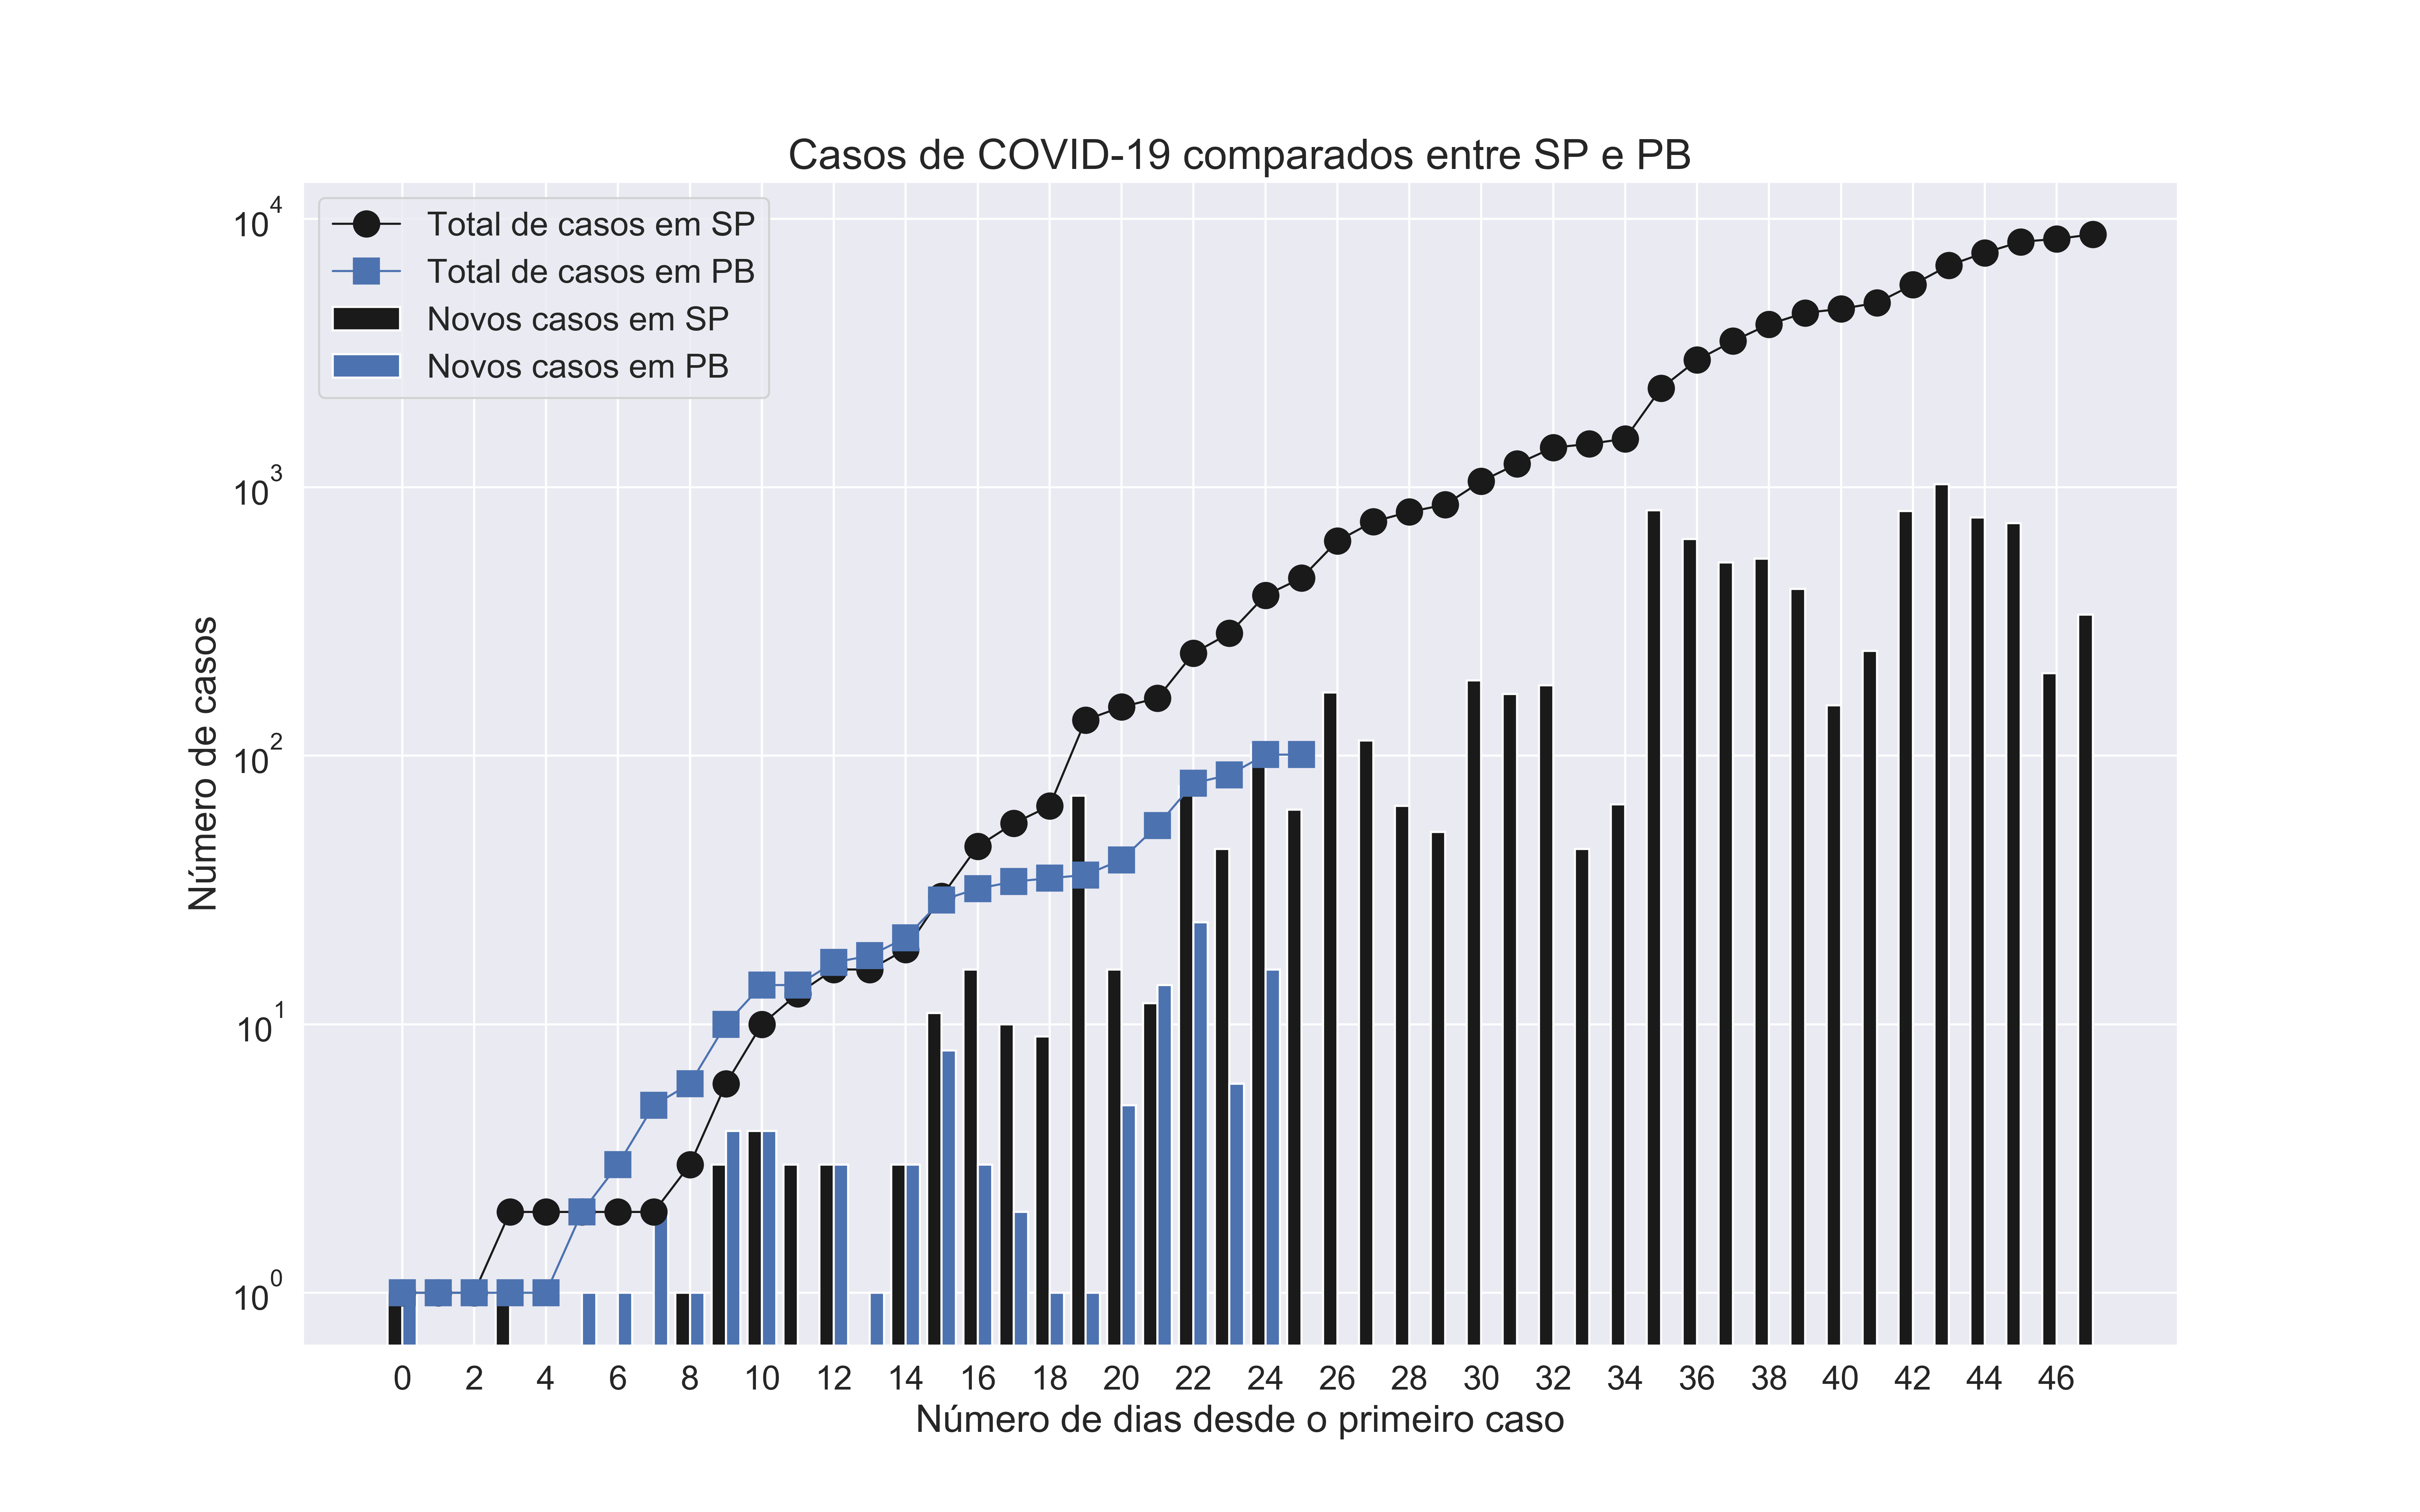 Casos de COVID-19 comparados entre SP e PB
Total de casos em SP
Total de casos em PB
Novos casos em SP
Novos casos em PB
10^4
10^3
10^2
10^1
10^0
Número de casos
0 2 4 6 8 10 12 14 16 18 20 22 24 26 28 30 32 34 36 38 40 42 44 46
Número de dias desde o primeiro caso